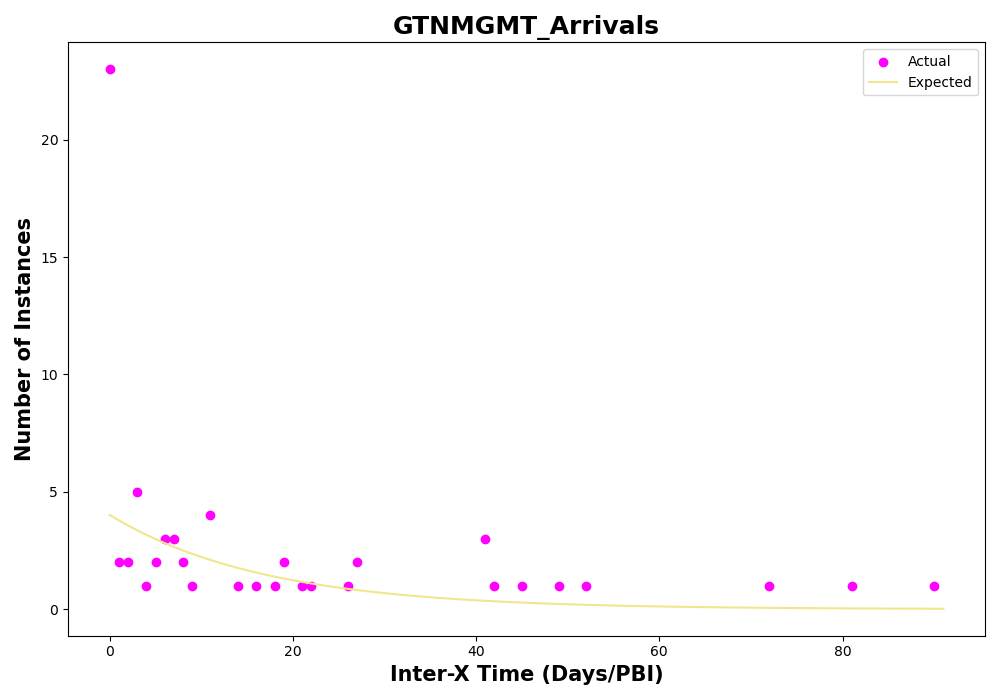 GTNMGMT_Arrivals
Actual
Expected
Number of Instances
20
15
10
5
0
0
20
40
60
80
Inter-X Time (Days/PBI)